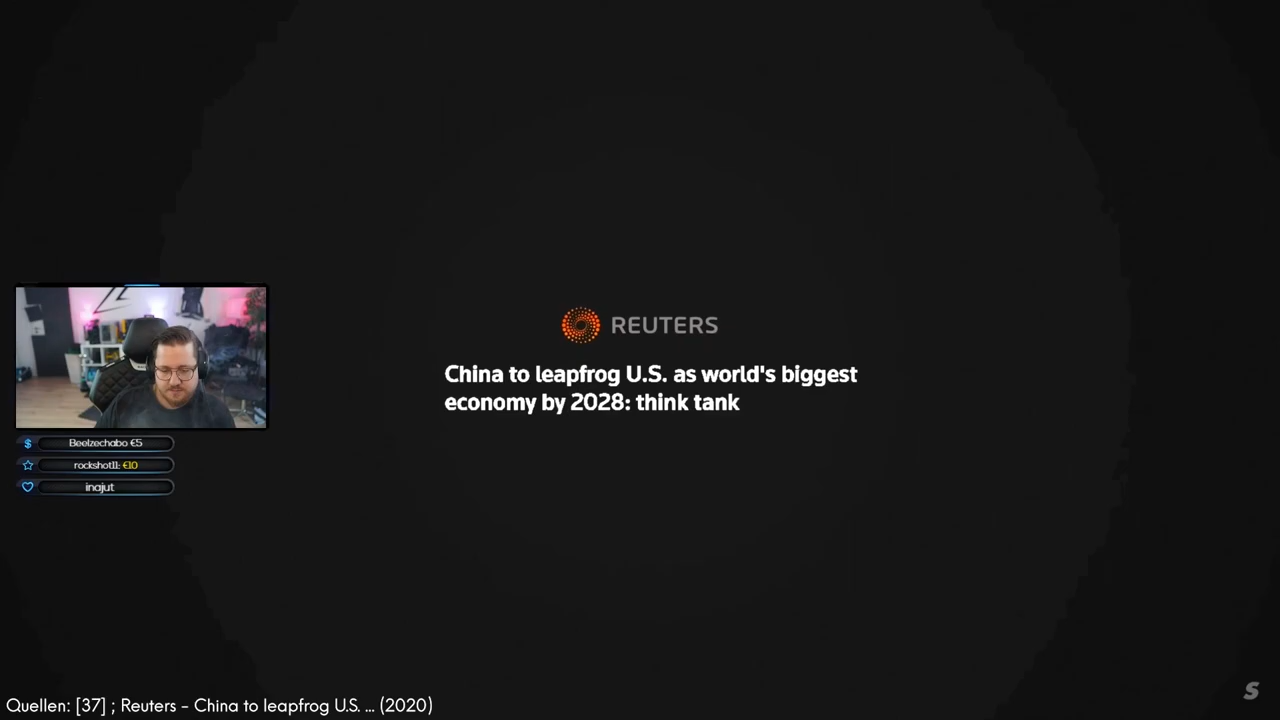 REUTERS
China to leapfrog U.S. as world's biggest
economy by 2028: think tank
$ Beelzechabo €5
rockshot11: €10
inajut
Quellen: [37] ; Reuters - China to leapfrog U.S. ... (2020)
S